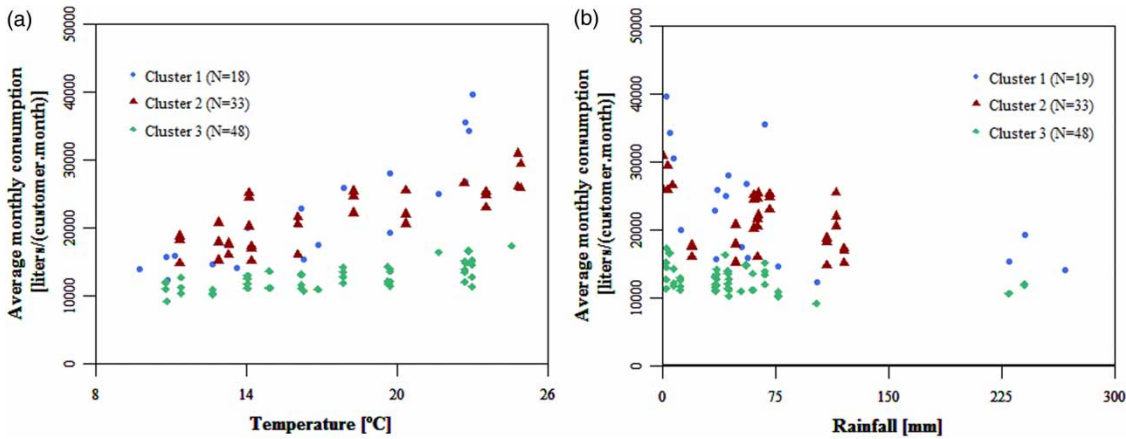 (a)
Average monthly consumption
[liters/(customer.month)]
50000
40000
30000
20000
10000
0
Cluster 1 (N=18)
Cluster 2 (N=33)
Cluster 3 (N=48)
8
14
20
26
Temperature [ºC]
(b)
Average monthly consumption
[liters/(customer.month)]
50000
40000
30000
20000
10000
0
Cluster 1 (N=19)
Cluster 2 (N=33)
Cluster 3 (N=48)
0
75
150
225
300
Rainfall [mm]